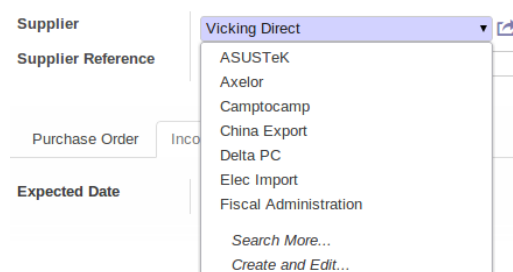 Supplier
Vicking Direct
Supplier Reference
ASUSTeK
Axelor
Camptocamp
China Export
Delta PC
Elec Import
Fiscal Administration
Search More...
Create and Edit...
Purchase Order
Inco
Expected Date